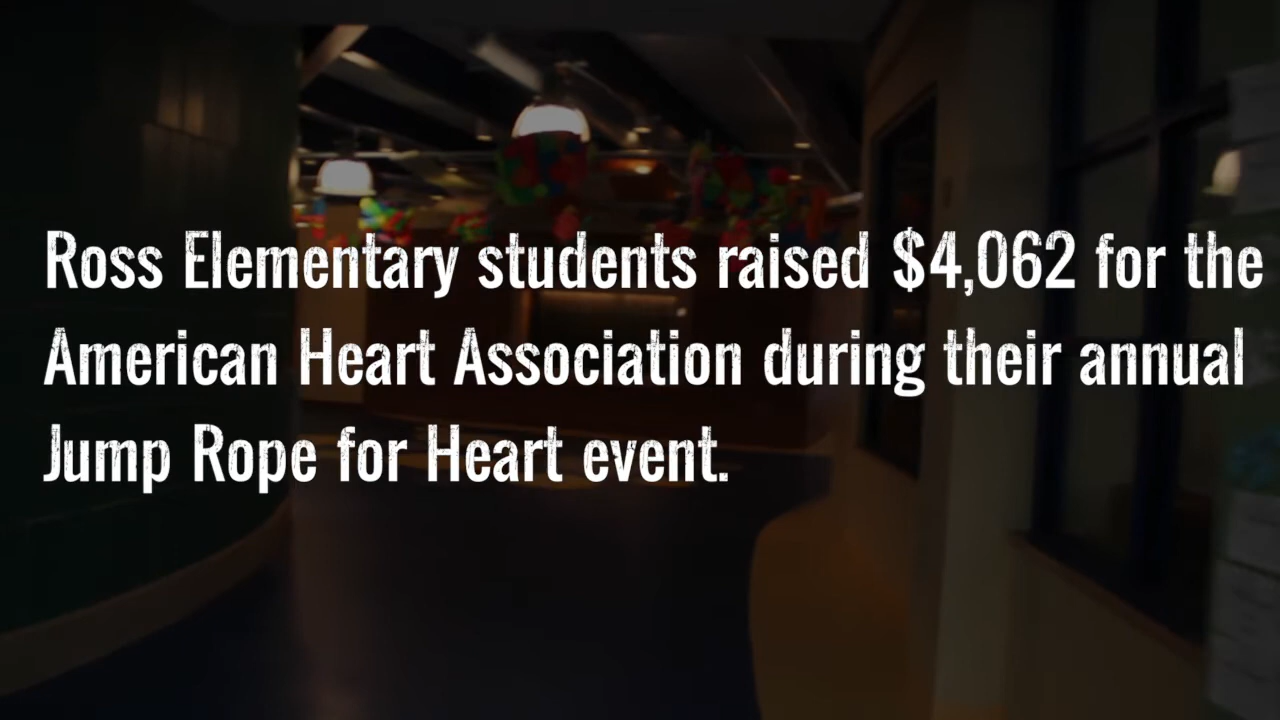 Ross Elementary students raised $4,062 for the
American Heart Association during their annual
Jump Rope for Heart event.